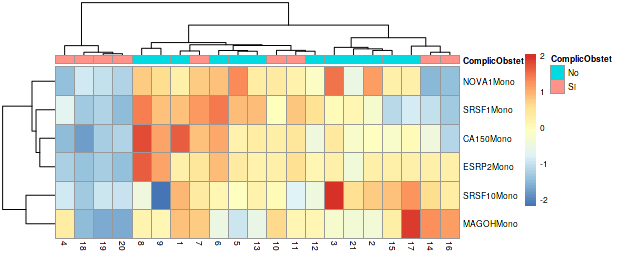 ComplicObstet
NOVA1Mono
SRSF1Mono
CA150Mono
ESRP2Mono
SRSF10Mono
MAGOHMono
4 18 19 20 8 9 1 7 6 5 13 10 11 12 3 21 2 15 17 14 16
2
1
0
-1
-2
ComplicObstet
No
SI